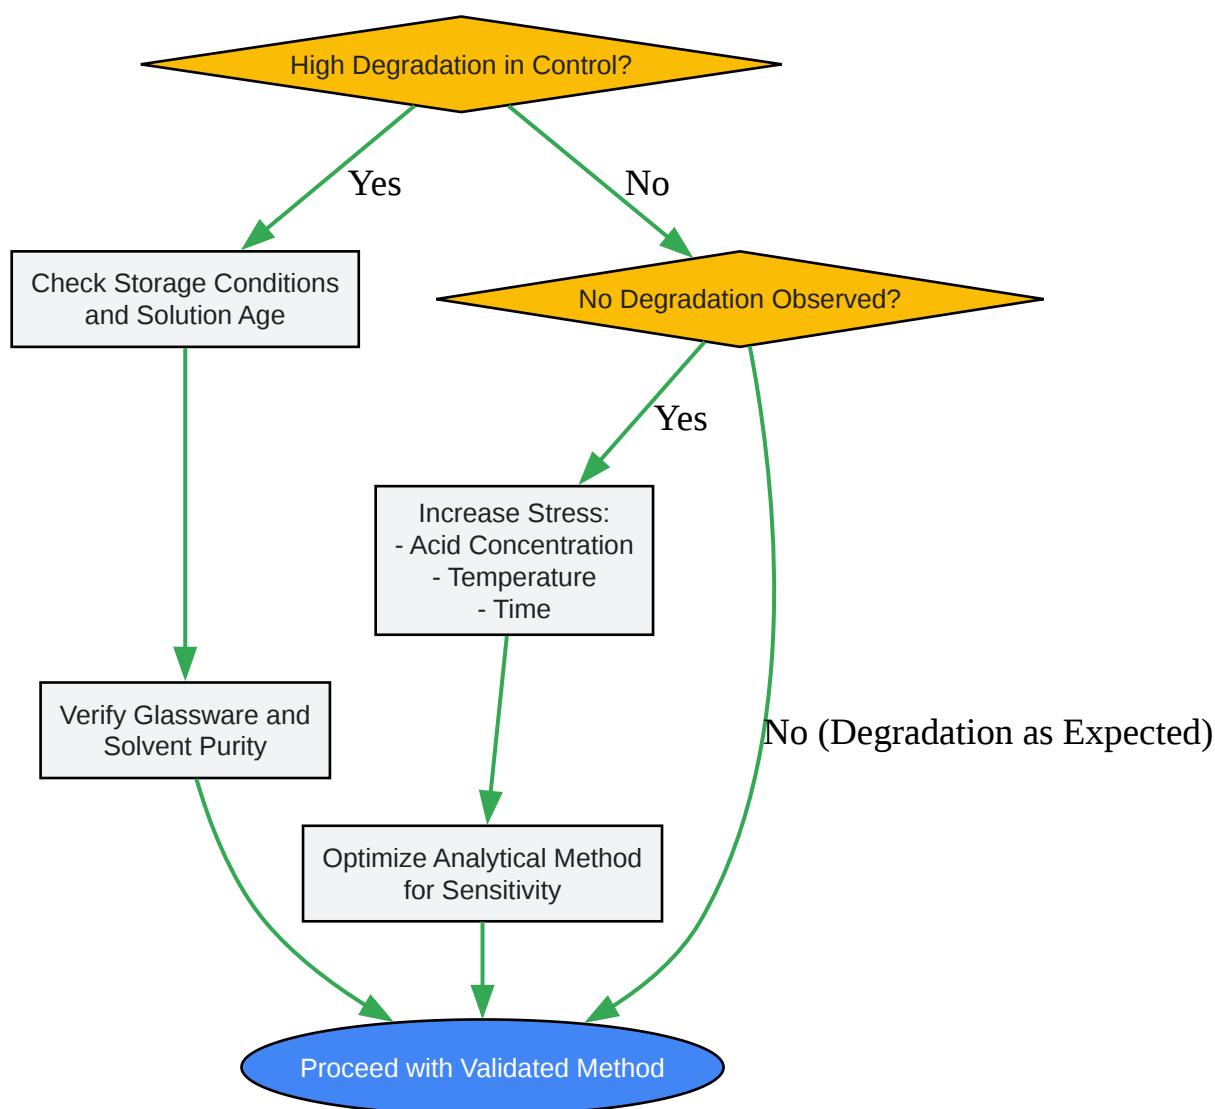 High Degradation in Control?
Yes
No
Check Storage Conditions
and Solution Age
No Degradation Observed?
Yes
Increase Stress:
- Acid Concentration
- Temperature
- Time
Verify Glassware and
Solvent Purity
No (Degradation as Expected)
Optimize Analytical Method
for Sensitivity
Proceed with Validated Method